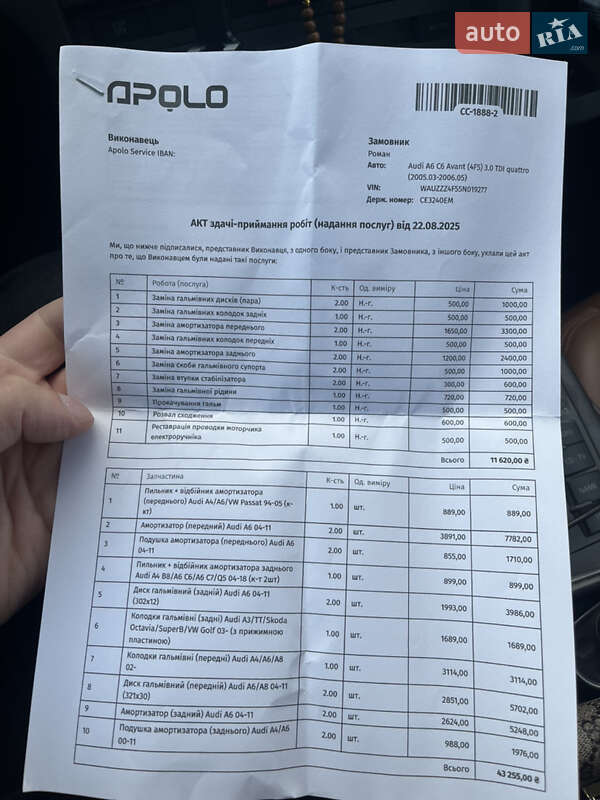 auto RIA .com
APOLO
CC-1888-2
Виконавець
Apolo Service IBAN:
Замовник
Роман
Авто: Audi A6 C6 Avant (4F5) 3.0 TDI quattro
(2005.03-2006.05)
VIN: WAUZZZ4F55N019277
Держ. номер: CE3240EM
АКТ здачі-приймання робіт (надання послуг) від 22.08.2025
Ми, що нижче підписалися, представник Виконавця, з одного боку, і представник Замовника, з іншого боку, уклали цей акт
про те, що Виконавцем були надані такі послуги:
№ Робота (послуга) К-сть Од. виміру Ціна Сума
1 Заміна гальмівних дисків (пара) 2.00 Н.-г. 500,00 1000,00
2 Заміна гальмівних колодок задніх 1.00 Н.-г. 500,00 500,00
3 Заміна амортизатора переднього 2.00 Н.-г. 1650,00 3300,00
4 Заміна гальмівних колодок передніх 1.00 Н.-г. 500,00 500,00
5 Заміна амортизатора заднього 2.00 Н.-г. 1200,00 2400,00
6 Заміна скоби гальмівного супорта 2.00 Н.-г. 500,00 1000,00
7 Заміна втулки стабілізатора 2.00 Н.-г. 300,00 600,00
8 Заміна гальмівної рідини 1.00 Н.-г. 720,00 720,00
9 Прокачування гальм 1.00 Н.-г. 500,00 500,00
10 Розвал сходження 1.00 Н.-г. 600,00 600,00
11 Реставрація проводки моторчика
електроручника 1.00 Н.-г. 500,00 500,00
Всього 11 620,00 ₴
№ Запчастина К-сть Од. виміру Ціна Сума
1 Пильник + відбійник амортизатора
(переднього) Audi A4/A6/VW Passat 94-05 (к-
кт) 1.00 шт. 889,00 889,00
2 Амортизатор (передний) Audi A6 04-11 2.00 шт. 3891,00 7782,00
3 Подушка амортизатора (переднього) Audi A6
04-11 2.00 шт. 855,00 1710,00
4 Пильник + відбійник амортизатора заднього
Audi A4 B8/A6 C6/A6 C7/Q5 04-18 (к-т 2шт) 1.00 шт. 899,00 899,00
5 Диск гальмівний (задній) Audi A6 04-11
(302x12) 2.00 шт. 1993,00 3986,00
6 Колодки гальмівні (задні) Audi A3/TT/Skoda
Octavia/SuperB/VW Golf 03- (з прижимною
пластиною) 1.00 шт. 1689,00 1689,00
7 Колодки гальмівні (передні) Audi A4/A6/A8
02- 1.00 шт. 3114,00 3114,00
8 Диск гальмівний (передній) Audi A6/A8 04-11
(321x30) 2.00 шт. 2851,00 5702,00
9 Амортизатор (задний) Audi A6 04-11 2.00 шт. 2624,00 5248,00
10 Подушка амортизатора (заднього) Audi A4/A6
00-11 2.00 шт. 988,00 1976,00
Всього 43 255,00 ₴